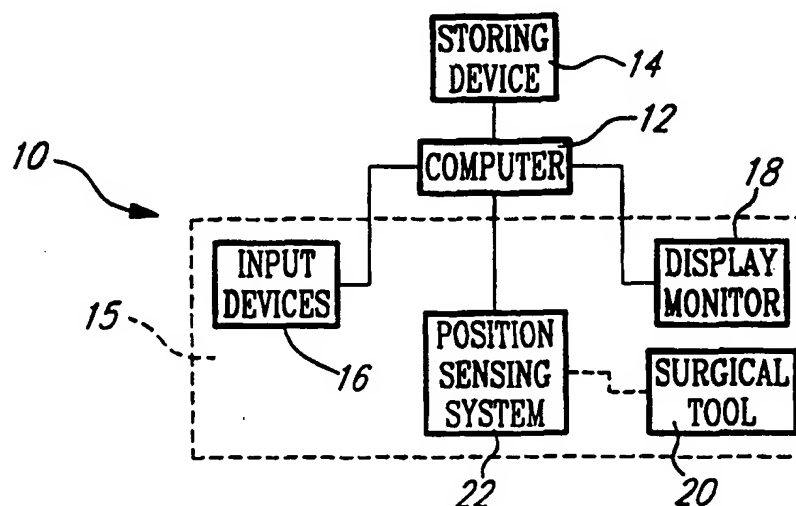 STORING
DEVICE
14
12
COMPUTER
10
18
INPUT
DEVICES
DISPLAY
MONITOR
15
16
POSITION
SENSING
SYSTEM
SURGICAL
TOOL
22
20